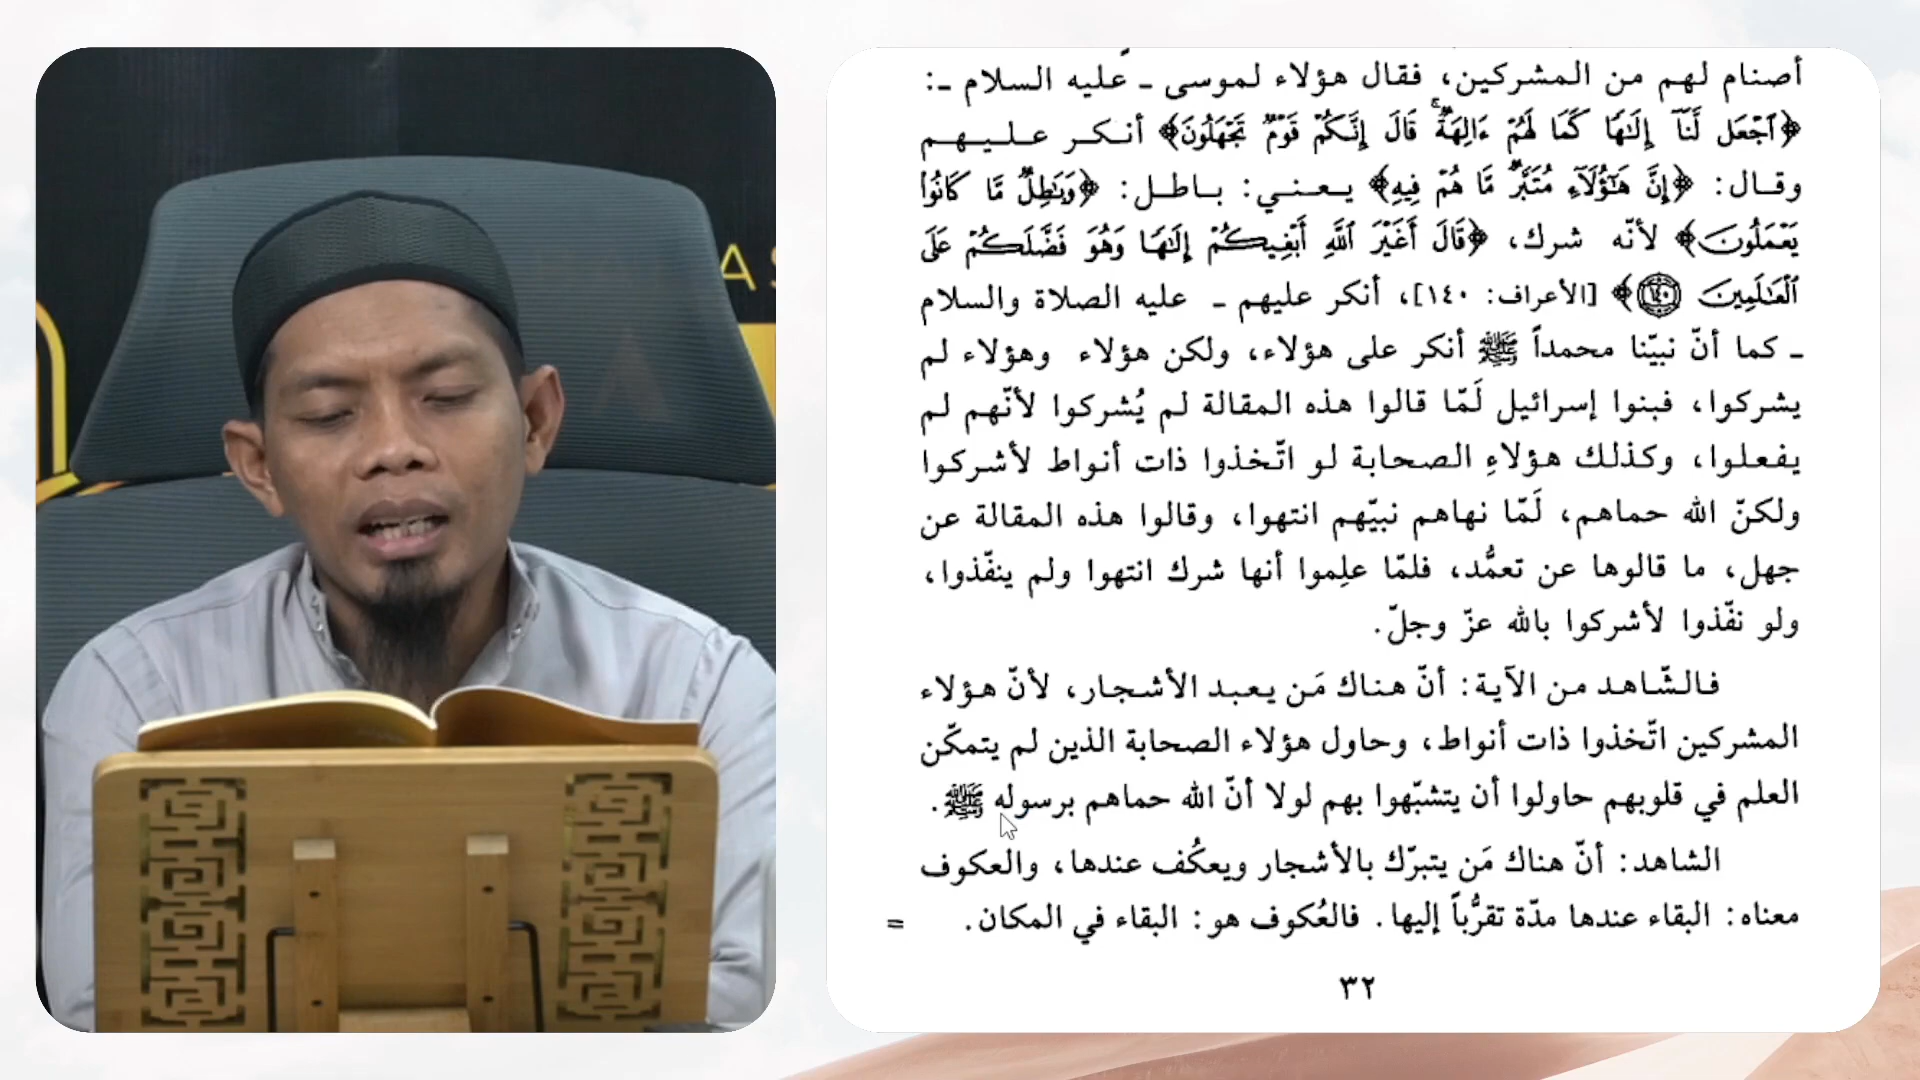 أصنام لهم من المشركين، فقال هؤلاء لموسى ـ عليه السلام ـ:
﴿ٱجۡعَل لَّنَآ إِلَٰهٗا كَمَا لَهُمۡ ءَالِهَةٞۚ قَالَ إِنَّكُمۡ قَوۡمٞ تَجۡهَلُونَ﴾ أنكر عليهم
وقال: ﴿إِنَّ هَٰٓؤُلَآءِ مُتَبَّرٞ مَّا هُمۡ فِيهِ﴾ يعني: باطل: ﴿وَبَٰطِلٞ مَّا كَانُواْ
يَعۡمَلُونَ﴾ لأنّه شرك، ﴿قَالَ أَغَيۡرَ ٱللَّهِ أَبۡغِيكُمۡ إِلَٰهٗا وَهُوَ فَضَّلَكُمۡ عَلَى
ٱلۡعَٰلَمِينَ ١٤٠﴾ [الأعراف: ١٤٠]، أنكر عليهم ـ عليه الصلاة والسلام
ـ كما أنّ نبيّنا محمداً ﷺ أنكر على هؤلاء، ولكن هؤلاء وهؤلاء لم
يشركوا، فبنوا إسرائيل لَمّا قالوا هذه المقالة لم يُشركوا لأنّهم لم
يفعلوا، وكذلك هؤلاءِ الصحابة لو اتّخذوا ذات أنواط لأشركوا
ولكنّ الله حماهم، لَمّا نهاهم نبيّهم انتهوا، وقالوا هذه المقالة عن
جهل، ما قالوها عن تعمُّد، فلمّا علِموا أنها شرك انتهوا ولم ينفّذوا،
ولو نفّذوا لأشركوا بالله عزّ وجلّ.
فالشّاهد من الآية: أنّ هناك مَن يعبد الأشجار، لأنّ هؤلاء
المشركين اتّخذوا ذات أنواط، وحاول هؤلاء الصحابة الذين لم يتمكّن
العلم في قلوبهم حاولوا أن يتشبّهوا بهم لولا أنّ الله حماهم برسوله ﷺ.
الشاهد: أنّ هناك مَن يتبرّك بالأشجار ويعكُف عندها، والعكوف
معناه: البقاء عندها مدّة تقرُّباً إليها. فالعُكوف هو: البقاء في المكان. =
٣٢